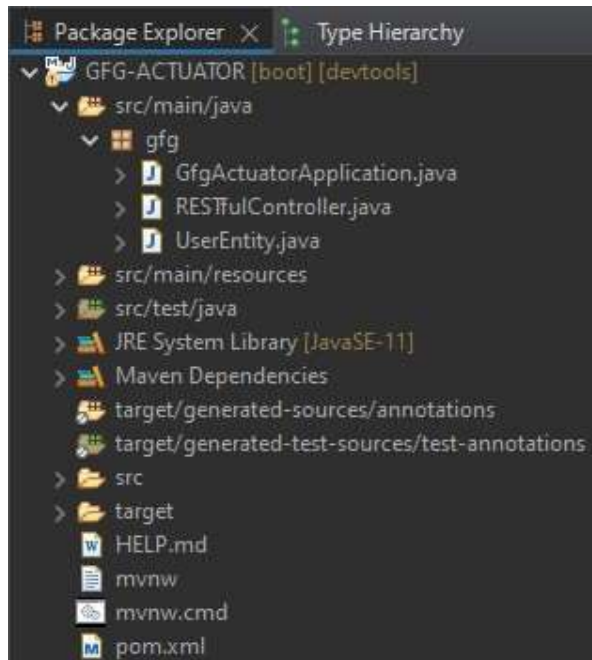 Package Explorer Type Hierarchy
GFG-ACTUATOR [boot] [devtools]
src/main/java
gfg
GfgActuatorApplication.java
RESTfulController.java
UserEntity.java
src/main/resources
src/test/java
JRE System Library [JavaSE-11]
Maven Dependencies
target/generated-sources/annotations
target/generated-test-sources/test-annotations
src
target
HELP.md
mvnw
mvnw.cmd
pom.xml